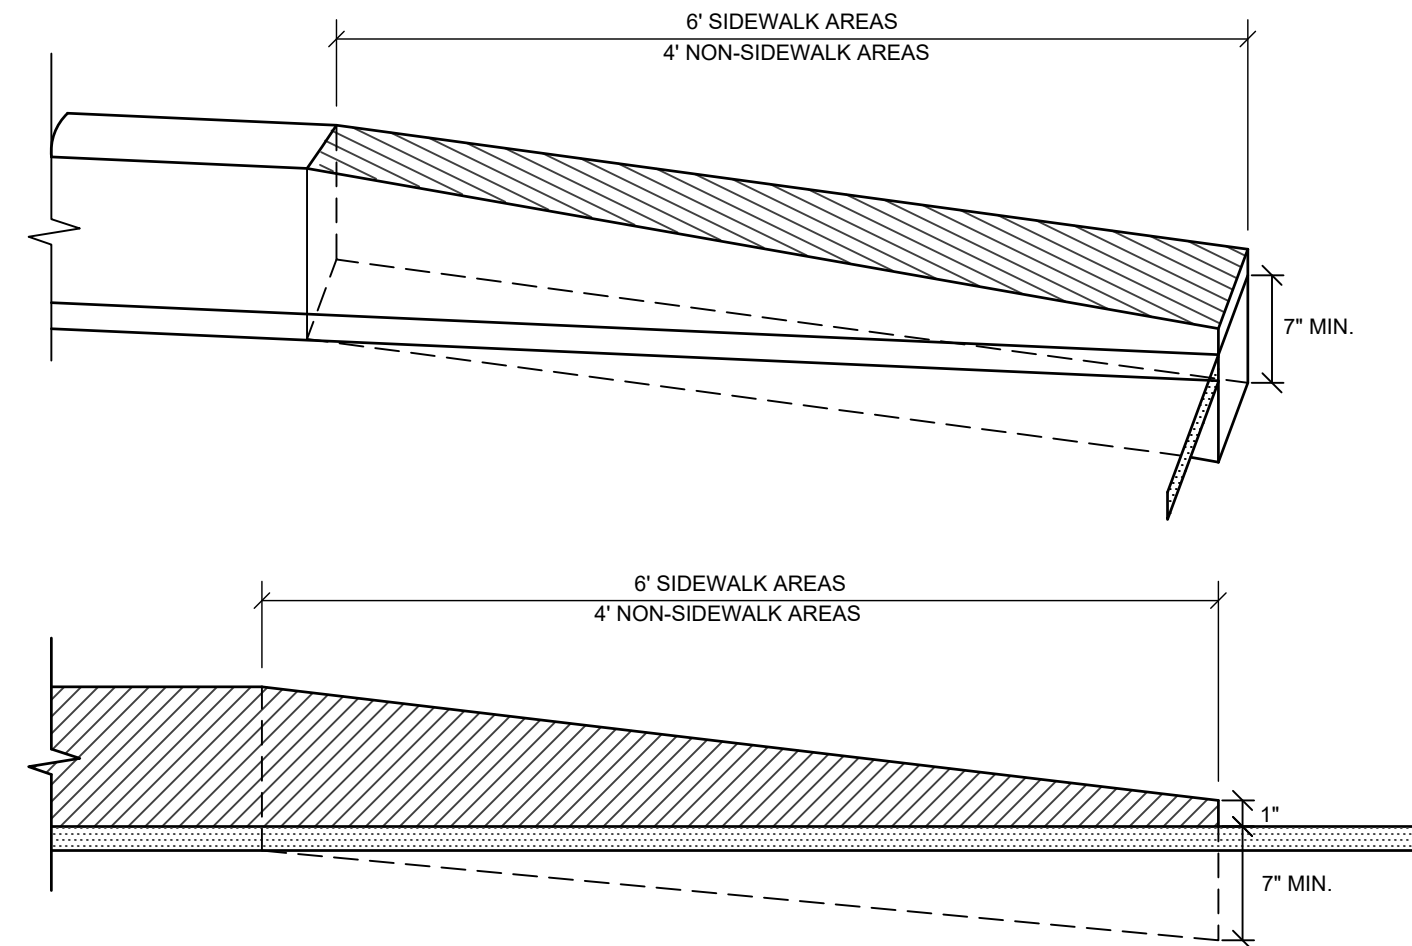 6' SIDEWALK AREAS
4' NON-SIDEWALK AREAS
7" MIN.
6' SIDEWALK AREAS
4' NON-SIDEWALK AREAS
1"
7" MIN.